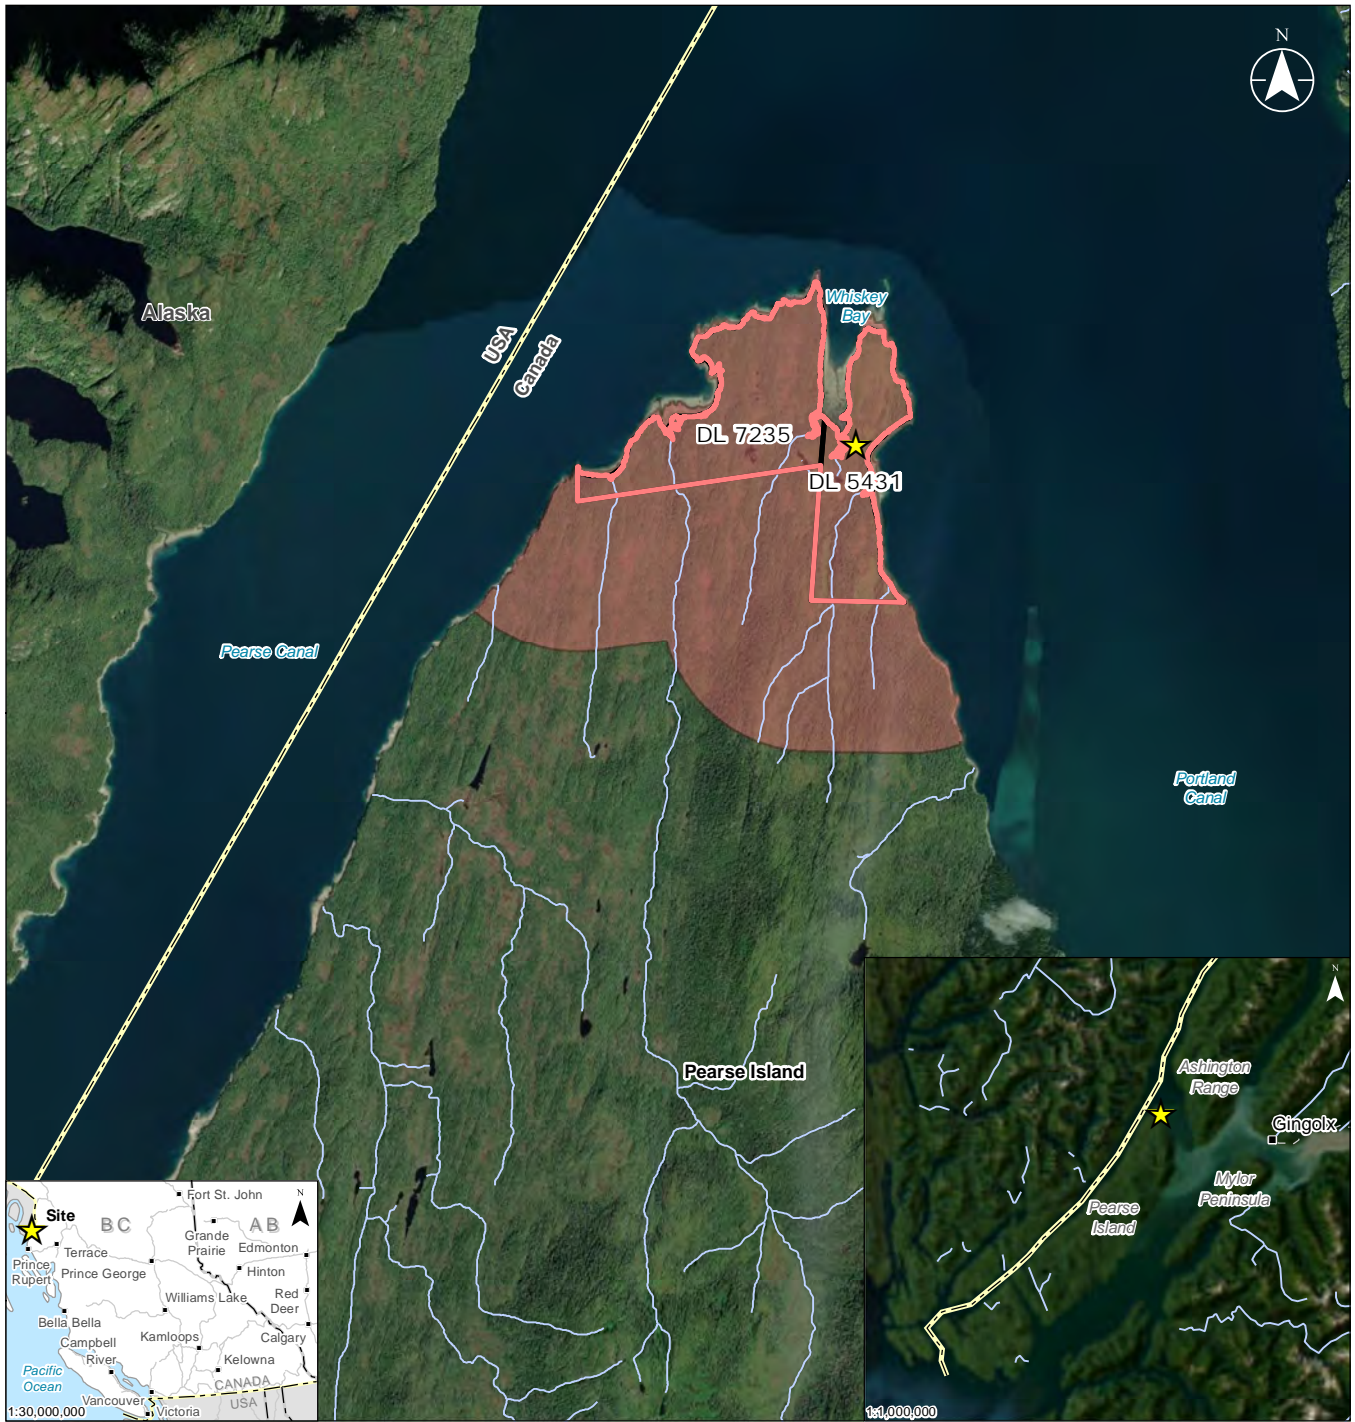 N
Alaska
USA
Canada
Whiskey
Bay
DL 7235
DL 5431
Pearse Canal
Portland
Canal
Pearse Island
N
Site
BC
AB
Fort St. John
Grande
Prairie
Edmonton
Terrace
Prince
Rupert
Prince George
Hinton
Williams Lake
Red
Deer
Bella Bella
Campbell
River
Kamloops
Calgary
Kelowna
Pacific
Ocean
Vancouver
Victoria
CANADA
USA
1:30,000,000
N
Ashington
Range
Gingolx
Mylor
Peninsula
Pearse
Island
1:1,000,000